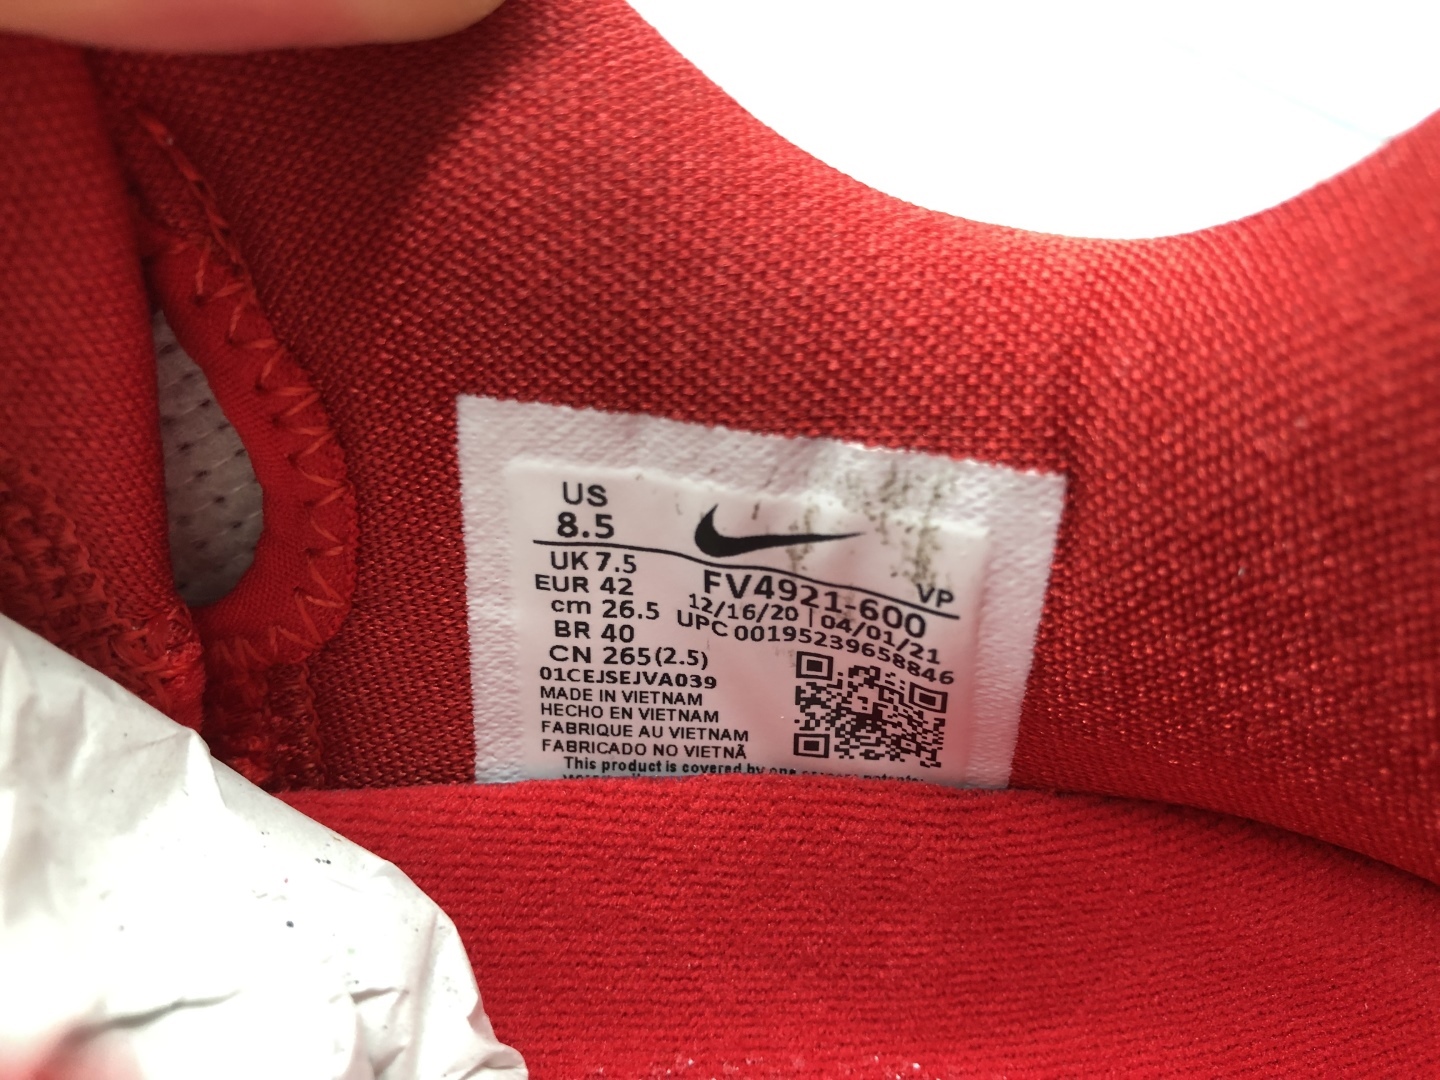 US
8.5
UK 7.5
EUR 42
cm 26.5
BR 40
CN 265(2.5)
VP
FV4921-600
12/16/20 | 04/01/21
UPC 00195239658846
01CEJSEJVA039
MADE IN VIETNAM
HECHO EN VIETNAM
FABRIQUE AU VIETNAM
FABRICADO NO VIETNÃ
This product is covered by one or more patents